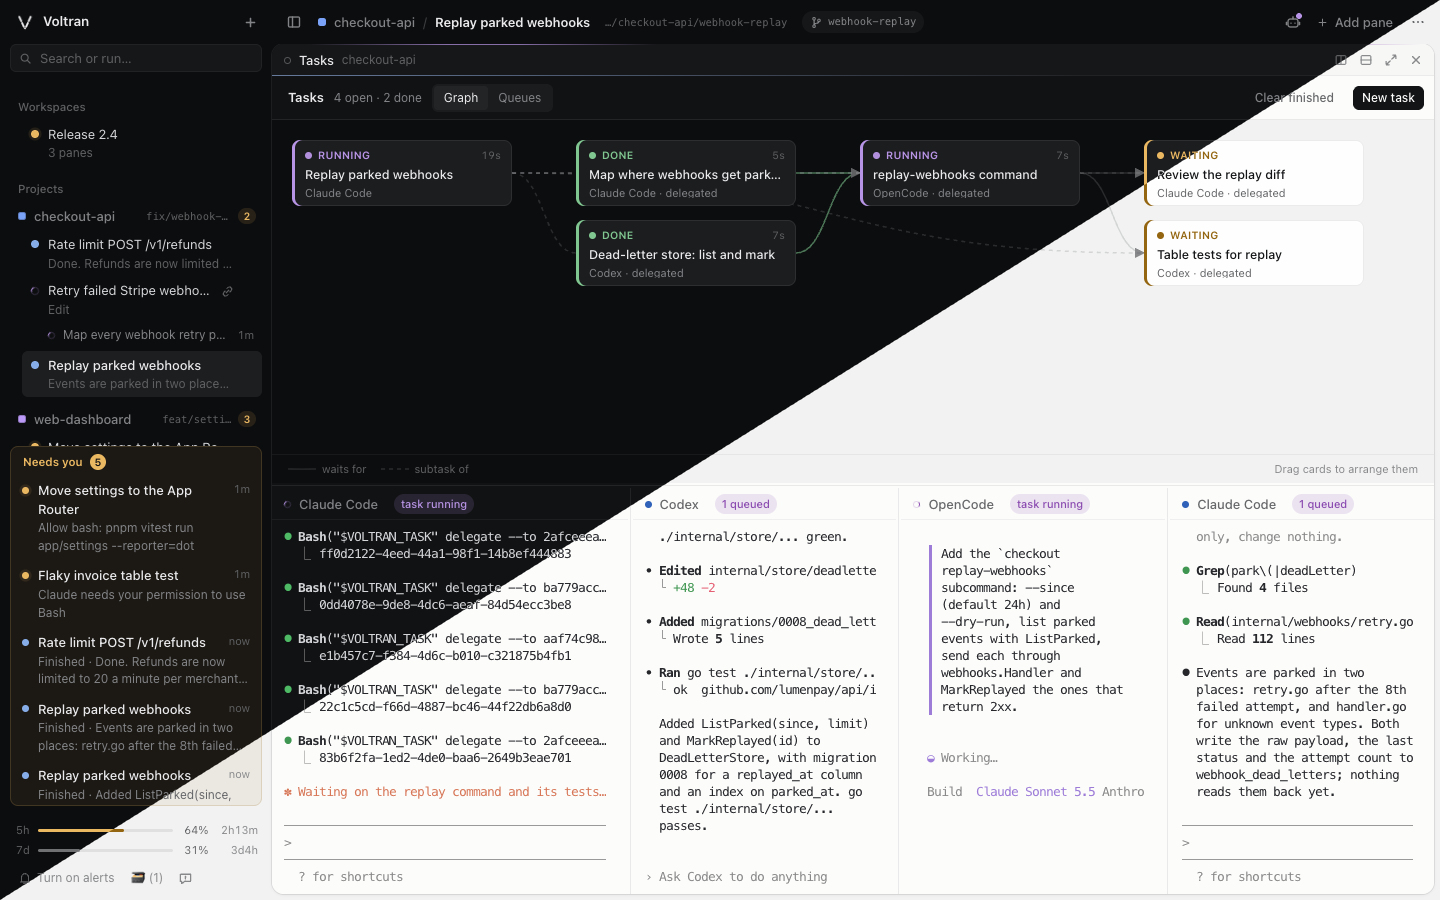 Voltran
Search or run…
Workspaces
Release 2.4
3 panes
Projects
checkout-api fix/webhook-… 2
Rate limit POST /v1/refunds
Done. Refunds are now limited …
Retry failed Stripe webho…
Edit
Map every webhook retry p… 1m
Replay parked webhooks
Events are parked in two place…
web-dashboard feat/setti… 3
Needs you 5
Move settings to the App Router 1m
Allow bash: pnpm vitest run
app/settings --reporter=dot
Flaky invoice table test 1m
Claude needs your permission to use
Bash
Rate limit POST /v1/refunds now
Finished · Done. Refunds are now
limited to 20 a minute per merchant…
Replay parked webhooks now
Finished · Events are parked in two
places: retry.go after the 8th failed…
Replay parked webhooks now
Finished · Added ListParked(since,
5h 64% 2h13m
7d 31% 3d4h
Turn on alerts (1)
checkout-api / Replay parked webhooks …/checkout-api/webhook-replay webhook-replay
Add pane
Tasks checkout-api
Tasks 4 open · 2 done Graph Queues Clear finished New task
RUNNING 19s
Replay parked webhooks
Claude Code
DONE 5s
Map where webhooks get park…
Claude Code · delegated
DONE 7s
Dead-letter store: list and mark
Codex · delegated
RUNNING 7s
replay-webhooks command
OpenCode · delegated
WAITING
Review the replay diff
Claude Code · delegated
WAITING
Table tests for replay
Codex · delegated
waits for subtask of Drag cards to arrange them
Claude Code task running
Bash("$VOLTRAN_TASK" delegate --to 2afceeea…
ff0d2122-4eed-44a1-98f1-14b8ef444983
Bash("$VOLTRAN_TASK" delegate --to ba779acc…
0dd4078e-9de8-4dc6-aeaf-84d54ecc3be8
Bash("$VOLTRAN_TASK" delegate --to aaf74c98…
e1b457c7-f384-4d6c-b010-c321875b4fb1
Bash("$VOLTRAN_TASK" delegate --to ba779acc…
22c1c5cd-f66d-4887-bc46-44f22db6a8d0
Bash("$VOLTRAN_TASK" delegate --to 2afceeea…
83b6f2fa-1ed2-4de0-baa6-2649b3eae701
✽ Waiting on the replay command and its tests…
>
? for shortcuts
Codex 1 queued
./internal/store/... green.
• Edited internal/store/deadlette
└ +48 −2
• Added migrations/0008_dead_lett
└ Wrote 5 lines
• Ran go test ./internal/store/..
└ ok github.com/lumenpay/api/i
Added ListParked(since, limit)
and MarkReplayed(id) to
DeadLetterStore, with migration
0008 for a replayed_at column
and an index on parked_at. go
test ./internal/store/...
passes.
› Ask Codex to do anything
OpenCode task running
Add the `checkout
replay-webhooks`
subcommand: --since
(default 24h) and
--dry-run, list parked
events with ListParked,
send each through
webhooks.Handler and
MarkReplayed the ones that
return 2xx.
Working…
Build Claude Sonnet 5.5 Anthro
Claude Code 1 queued
only, change nothing.
Grep(park\(|deadLetter)
Found 4 files
Read(internal/webhooks/retry.go
Read 112 lines
Events are parked in two
places: retry.go after the 8th
failed attempt, and handler.go
for unknown event types. Both
write the raw payload, the last
status and the attempt count to
webhook_dead_letters; nothing
reads them back yet.
>
? for shortcuts